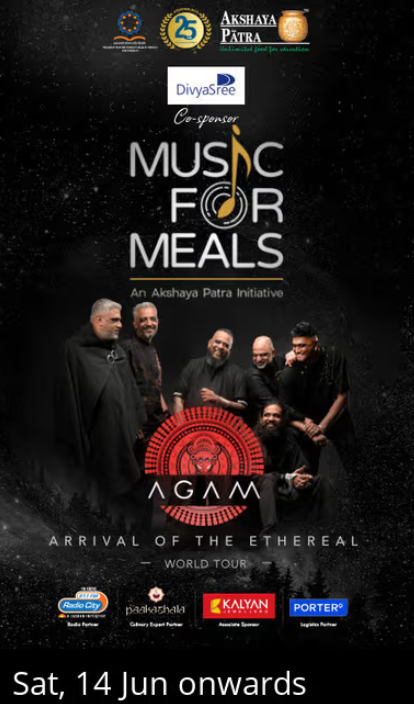 25
AKSHAYA
PĀTRA
Unlimited food for education
DivyaSree
Co-sponsor
MUSIC
FOR
MEALS
An Akshaya Patra Initiative
AGAM
ARRIVAL OF THE ETHEREAL
— WORLD TOUR —
Radio City
Paakashala
KALYAN
JEWELLERS
PORTER
Radio Partner
Culinary Expert Partner
Associate Sponsor
Logistics Partner
Sat, 14 Jun onwards